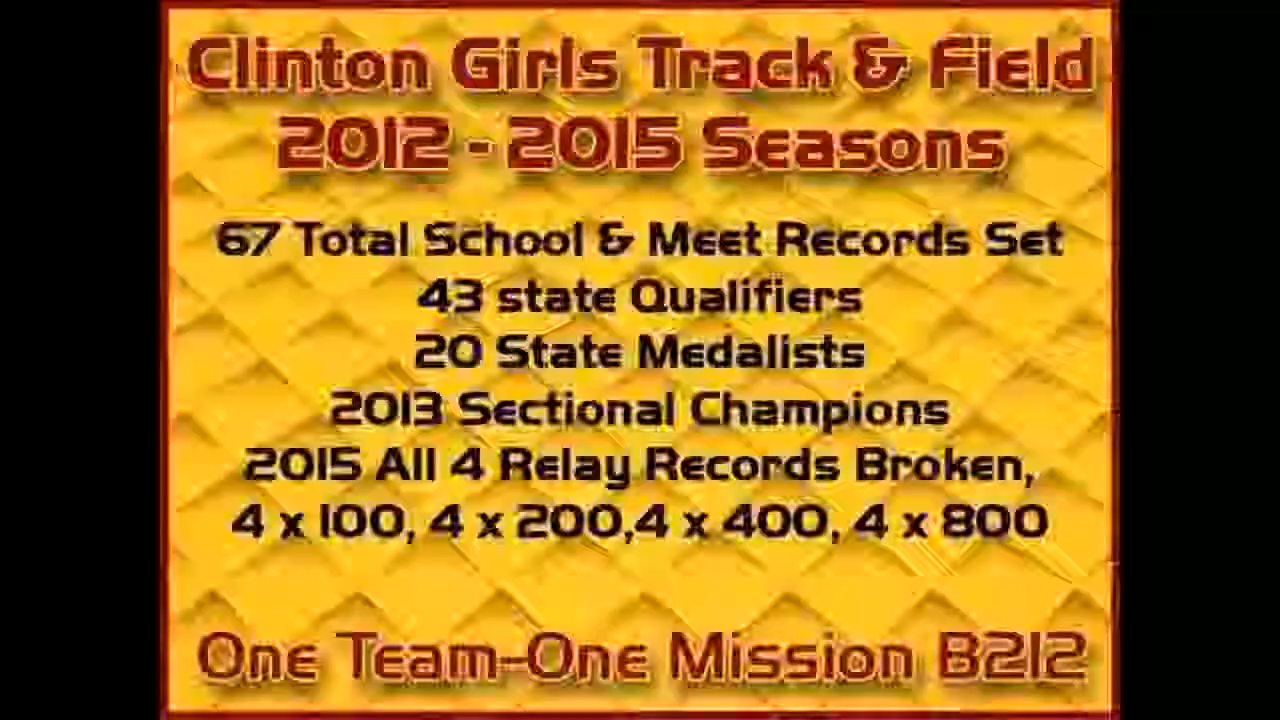 Clinton Girls Track & Field
2012 - 2015 Seasons
67 Total School & Meet Records Set
43 state Qualifiers
20 State Medalists
2013 Sectional Champions
2015 All 4 Relay Records Broken,
4 x 100, 4 x 200,4 x 400, 4 x 800
One Team-One Mission B212